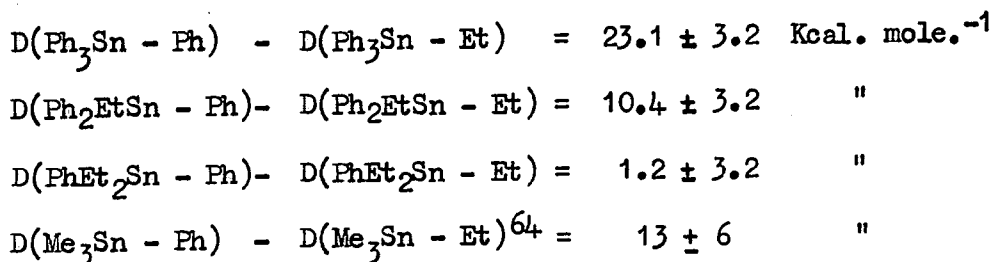 D(Ph₃Sn - Ph) - D(Ph₃Sn - Et) = 23.1 ± 3.2 Kcal. mole.⁻¹
D(Ph₂EtSn - Ph)- D(Ph₂EtSn - Et) = 10.4 ± 3.2 "
D(PhEt₂Sn - Ph)- D(PhEt₂Sn - Et) = 1.2 ± 3.2 "
D(Me₃Sn - Ph) - D(Me₃Sn - Et)⁶⁴ = 13 ± 6 "